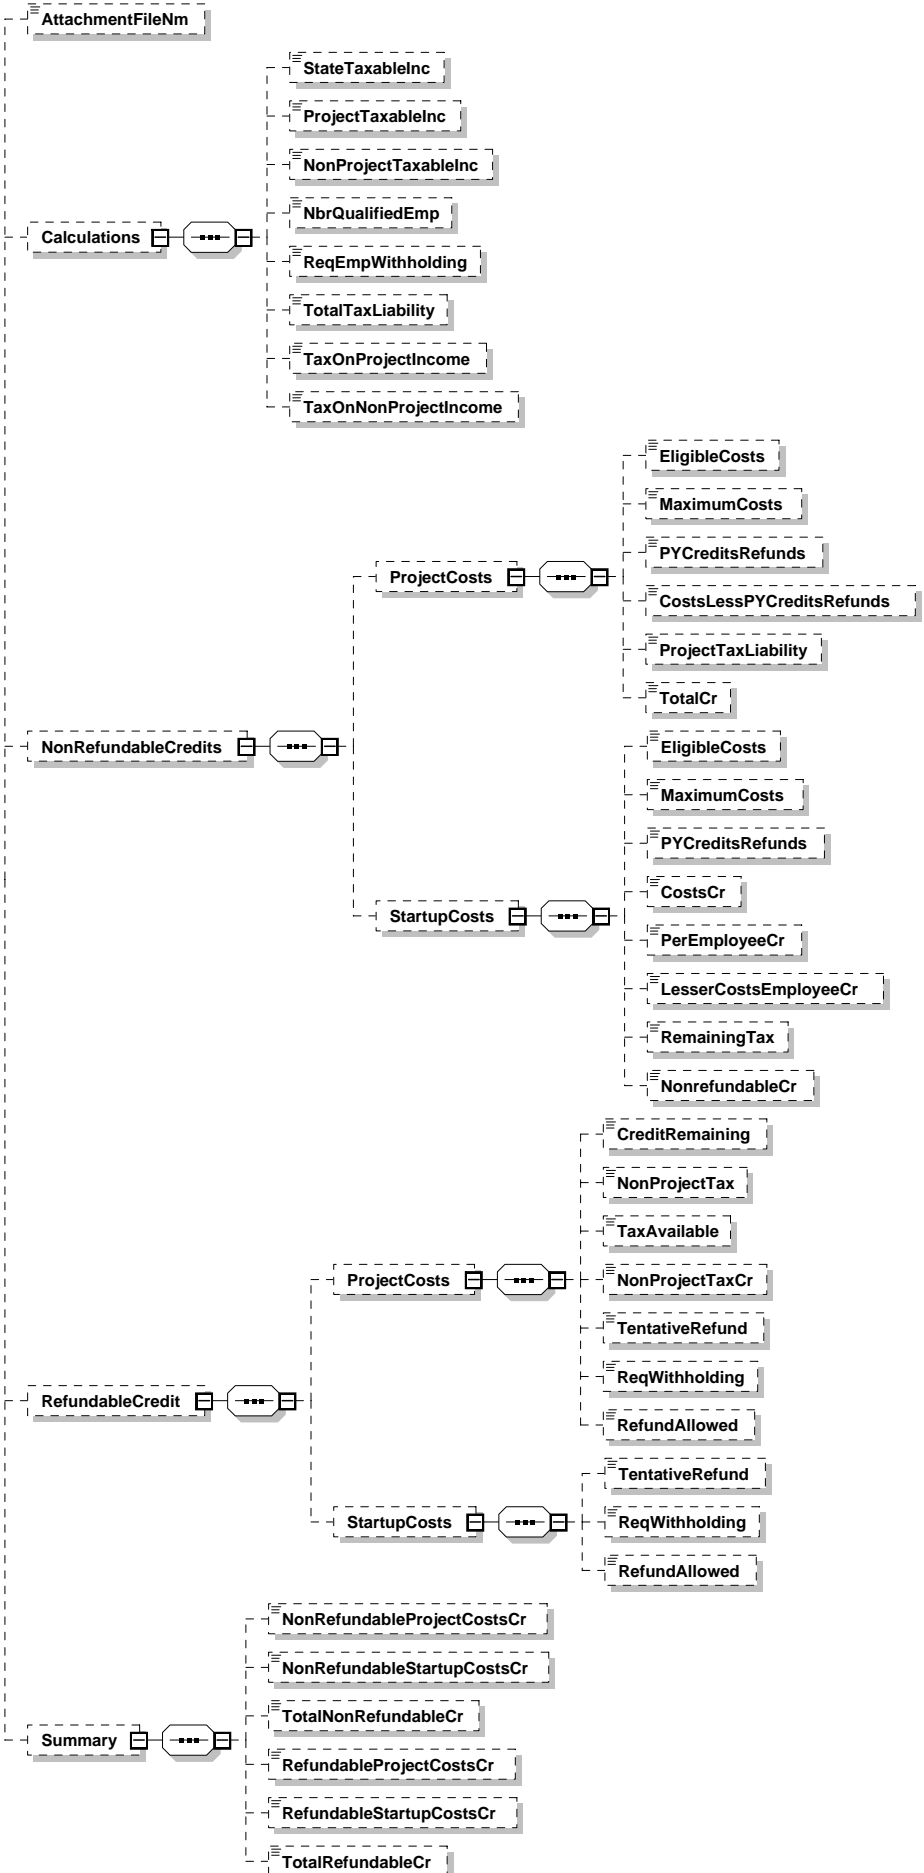 AttachmentFileNm
StateTaxableInc
ProjectTaxableInc
NonProjectTaxableInc
NbrQualifiedEmp
Calculations
ReqEmpWithholding
TotalTaxLiability
TaxOnProjectIncome
TaxOnNonProjectIncome
EligibleCosts
MaximumCosts
PYCreditsRefunds
ProjectCosts
CostsLessPYCreditsRefunds
ProjectTaxLiability
TotalCr
NonRefundableCredits
EligibleCosts
MaximumCosts
PYCreditsRefunds
CostsCr
StartupCosts
PerEmployeeCr
LesserCostsEmployeeCr
RemainingTax
NonrefundableCr
CreditRemaining
NonProjectTax
TaxAvailable
ProjectCosts
NonProjectTaxCr
TentativeRefund
ReqWithholding
RefundableCredit
RefundAllowed
TentativeRefund
StartupCosts
ReqWithholding
RefundAllowed
NonRefundableProjectCostsCr
NonRefundableStartupCostsCr
TotalNonRefundableCr
Summary
RefundableProjectCostsCr
RefundableStartupCostsCr
TotalRefundableCr